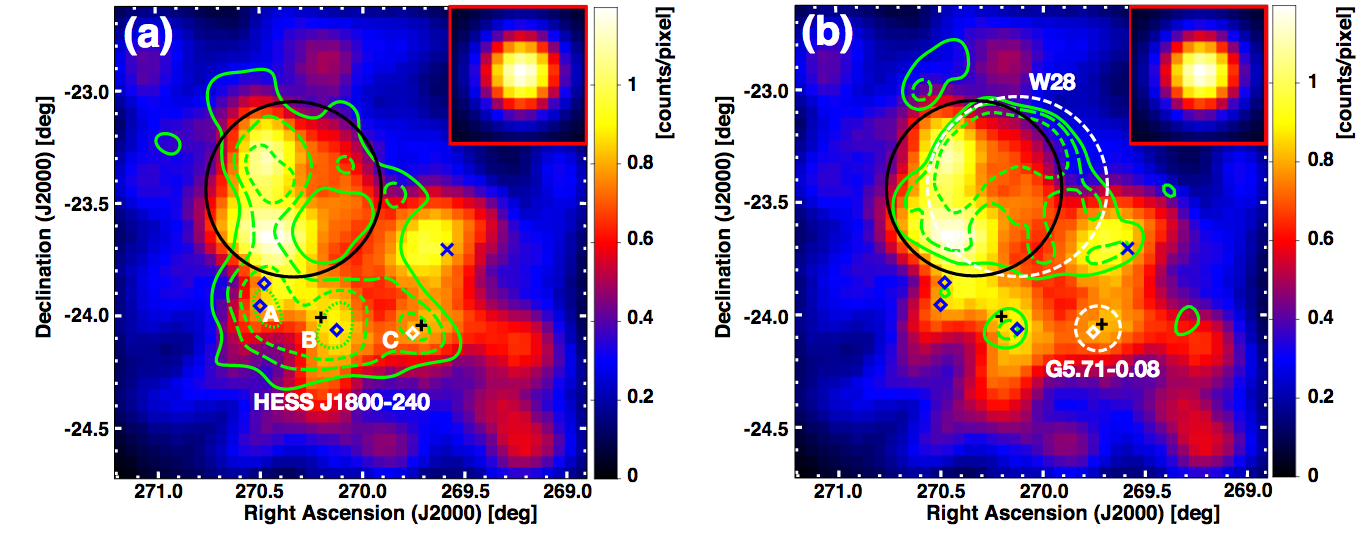 (a)
A
B
C
HESS J1800-240
-23.0
-23.5
-24.0
-24.5
Declination (J2000) [deg]
271.0 270.5 270.0 269.5 269.0
Right Ascension (J2000) [deg]
1
0.8
0.6
0.4
0.2
0
[counts/pixel]
(b)
W28
G5.71-0.08
-23.0
-23.5
-24.0
-24.5
Declination (J2000) [deg]
271.0 270.5 270.0 269.5 269.0
Right Ascension (J2000) [deg]
1
0.8
0.6
0.4
0.2
0
[counts/pixel]